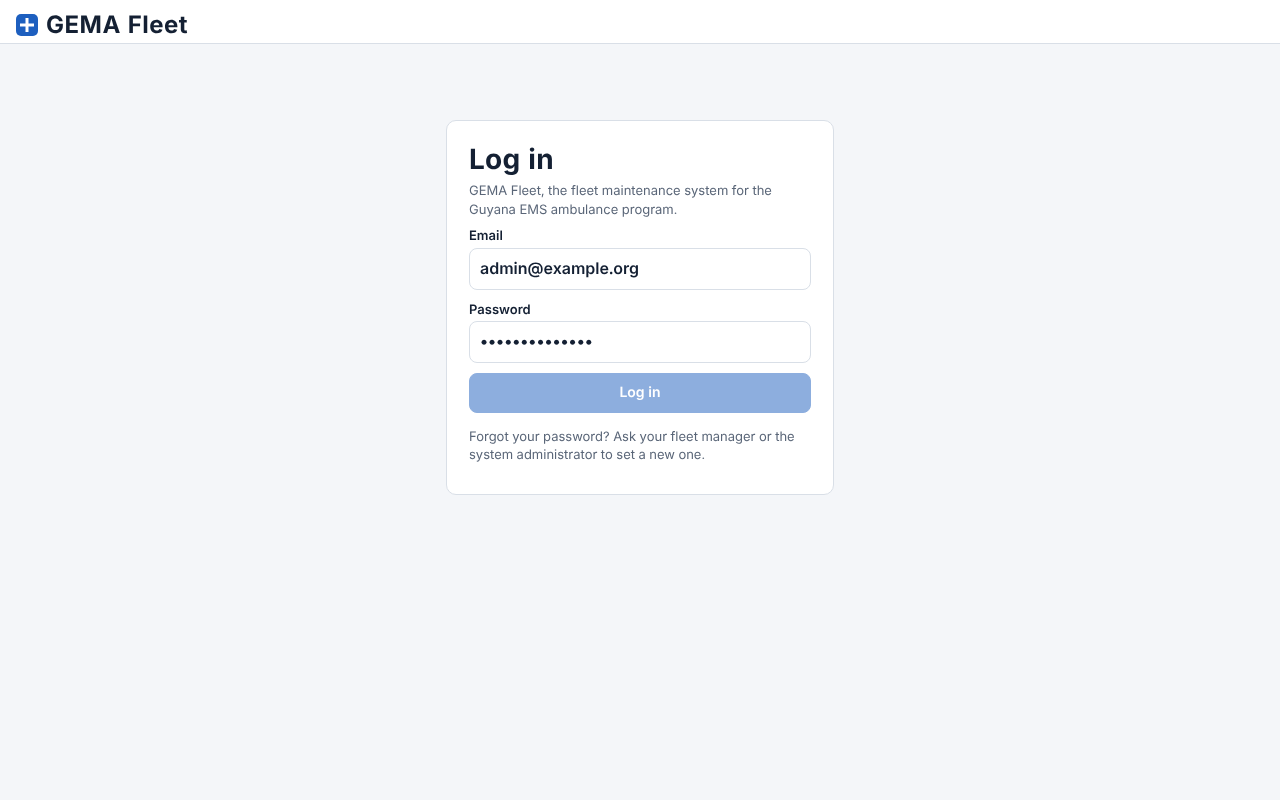 GEMA Fleet
Log in
GEMA Fleet, the fleet maintenance system for the
Guyana EMS ambulance program.
Email
admin@example.org
Password
••••••••••••••
Log in
Forgot your password? Ask your fleet manager or the
system administrator to set a new one.